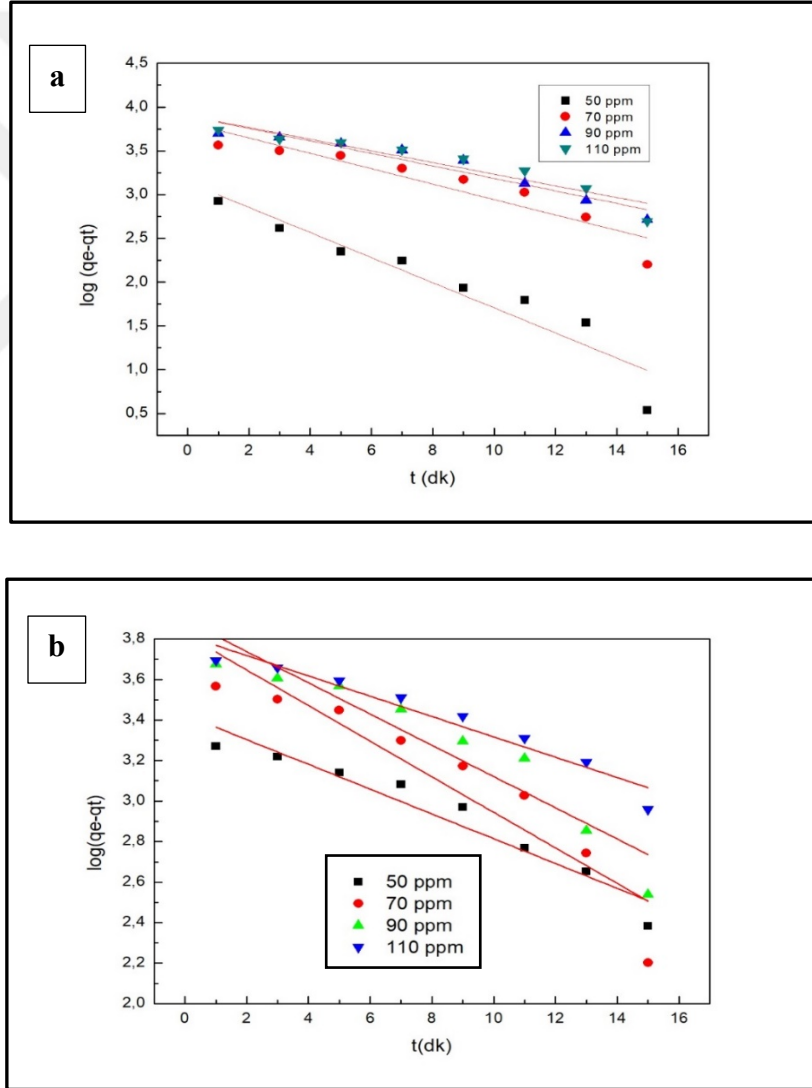 a
4,5
4,0
3,5
3,0
2,5
2,0
1,5
1,0
0,5
log (qe-qt)
50 ppm
70 ppm
90 ppm
110 ppm
0 2 4 6 8 10 12 14 16
t (dk)
b
3,8
3,6
3,4
3,2
3,0
2,8
2,6
2,4
2,2
2,0
log(qe-qt)
50 ppm
70 ppm
90 ppm
110 ppm
0 2 4 6 8 10 12 14 16
t(dk)